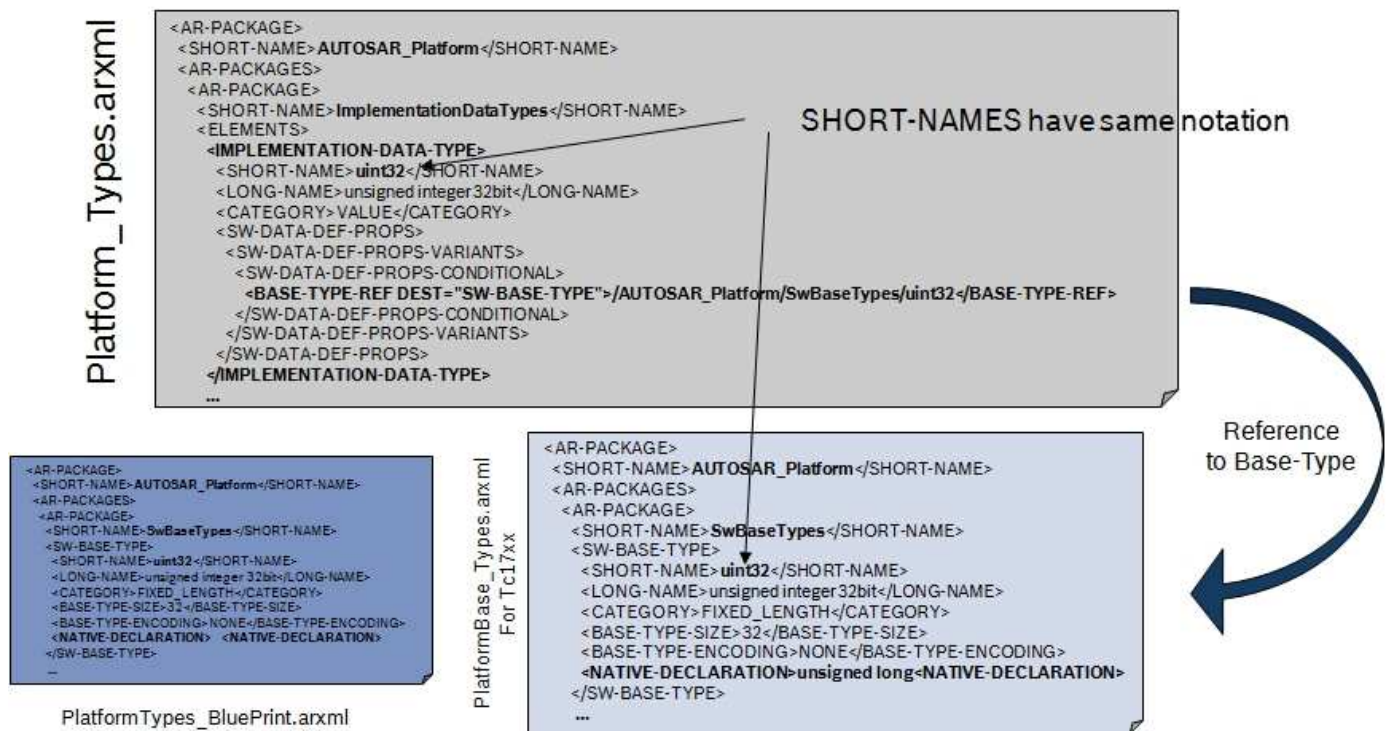 Platform_Types.arxml
<AR-PACKAGE>
<SHORT-NAME>AUTOSAR_Platform</SHORT-NAME>
<AR-PACKAGES>
<AR-PACKAGE>
<SHORT-NAME>ImplementationDataTypes</SHORT-NAME>
<ELEMENTS>
<IMPLEMENTATION-DATA-TYPE>
<SHORT-NAME>uint32</SHORT-NAME>
<LONG-NAME>unsigned integer 32bit</LONG-NAME>
<CATEGORY>VALUE</CATEGORY>
<SW-DATA-DEF-PROPS>
<SW-DATA-DEF-PROPS-VARIANTS>
<SW-DATA-DEF-PROPS-CONDITIONAL>
<BASE-TYPE-REF DEST="SW-BASE-TYPE">/AUTOSAR_Platform/SwBaseTypes/uint32</BASE-TYPE-REF>
</SW-DATA-DEF-PROPS-CONDITIONAL>
</SW-DATA-DEF-PROPS-VARIANTS>
</SW-DATA-DEF-PROPS>
</IMPLEMENTATION-DATA-TYPE>
...
SHORT-NAMES have same notation
Reference
to Base-Type
<AR-PACKAGE>
<SHORT-NAME>AUTOSAR_Platform</SHORT-NAME>
<AR-PACKAGES>
<AR-PACKAGE>
<SHORT-NAME>SwBaseTypes</SHORT-NAME>
<SW-BASE-TYPE>
<SHORT-NAME>uint32</SHORT-NAME>
<LONG-NAME>unsigned integer 32bit</LONG-NAME>
<CATEGORY>FIXED_LENGTH</CATEGORY>
<BASE-TYPE-SIZE>32</BASE-TYPE-SIZE>
<BASE-TYPE-ENCODING>NONE</BASE-TYPE-ENCODING>
<NATIVE-DECLARATION> <NATIVE-DECLARATION>
</SW-BASE-TYPE>
...
PlatformTypes_BluePrint.arxml
PlatformBase_Types.arxml
For Tc17xx
<AR-PACKAGE>
<SHORT-NAME>AUTOSAR_Platform</SHORT-NAME>
<AR-PACKAGES>
<AR-PACKAGE>
<SHORT-NAME>SwBaseTypes</SHORT-NAME>
<SW-BASE-TYPE>
<SHORT-NAME>uint32</SHORT-NAME>
<LONG-NAME>unsigned integer 32bit</LONG-NAME>
<CATEGORY>FIXED_LENGTH</CATEGORY>
<BASE-TYPE-SIZE>32</BASE-TYPE-SIZE>
<BASE-TYPE-ENCODING>NONE</BASE-TYPE-ENCODING>
<NATIVE-DECLARATION>unsigned long<NATIVE-DECLARATION>
</SW-BASE-TYPE>
...